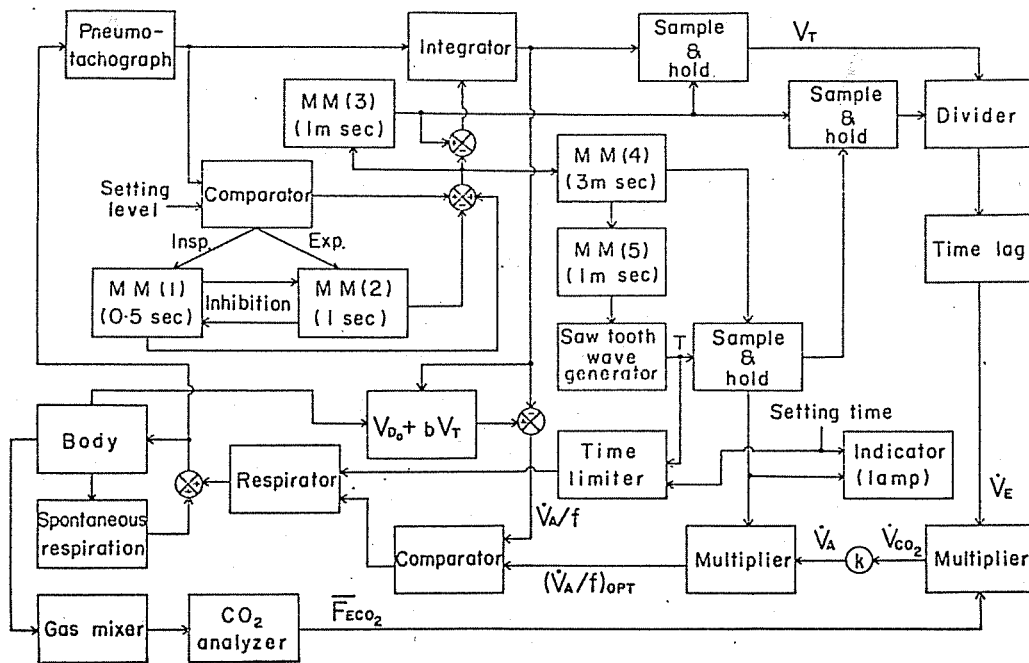 Pneumo-
tachograph
Integrator
Sample
&
hold
V_T
MM(3)
(1m sec)
Sample
&
hold
Divider
MM(4)
(3m sec)
Setting
level
Comparator
Insp.
Exp.
MM(5)
(1m sec)
Time lag
MM(1)
(0·5 sec)
Inhibition
MM(2)
(1 sec)
Saw tooth
wave
generator
T
Sample
&
hold
V_D₀ + bV_T
Setting time
Body
Time
limiter
Indicator
(lamp)
Respirator
V̇_E
Spontaneous
respiration
V̇_A/f
Comparator
(V̇_A/f)_OPT
Multiplier
V̇_A
k
V̇_CO₂
Multiplier
Gas mixer
CO₂
analyzer
F̅_ECO₂
+
-
+
-
+
-
+
-
+